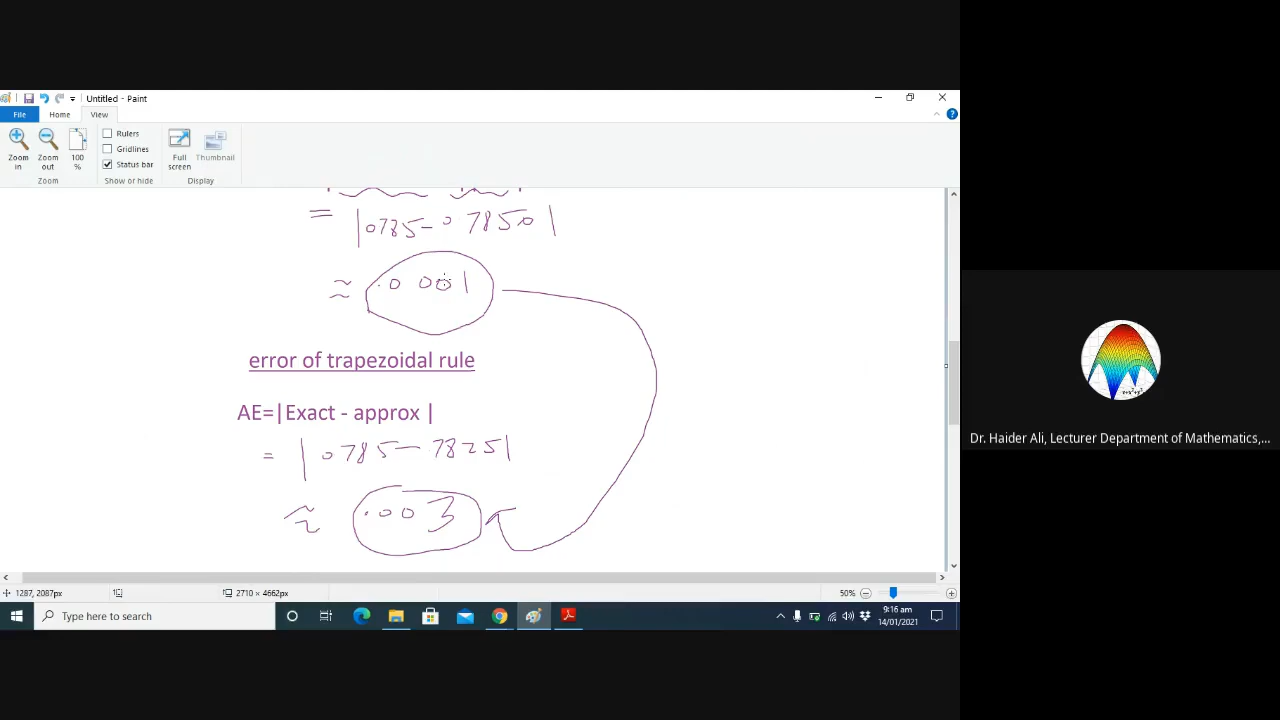 Untitled - Paint
File Home View
Zoom in Zoom out 100 % Rulers Gridlines Status bar Full screen Thumbnail
Zoom Show or hide Display
= |0785-0 7850|
≈ .0001
error of trapezoidal rule
AE=|Exact - approx |
= |0785-7825|
≈ .003
Dr. Haider Ali, Lecturer Department of Mathematics,...
1287, 2087px 2710 × 4662px 50%
Type here to search
9:16 am
14/01/2021